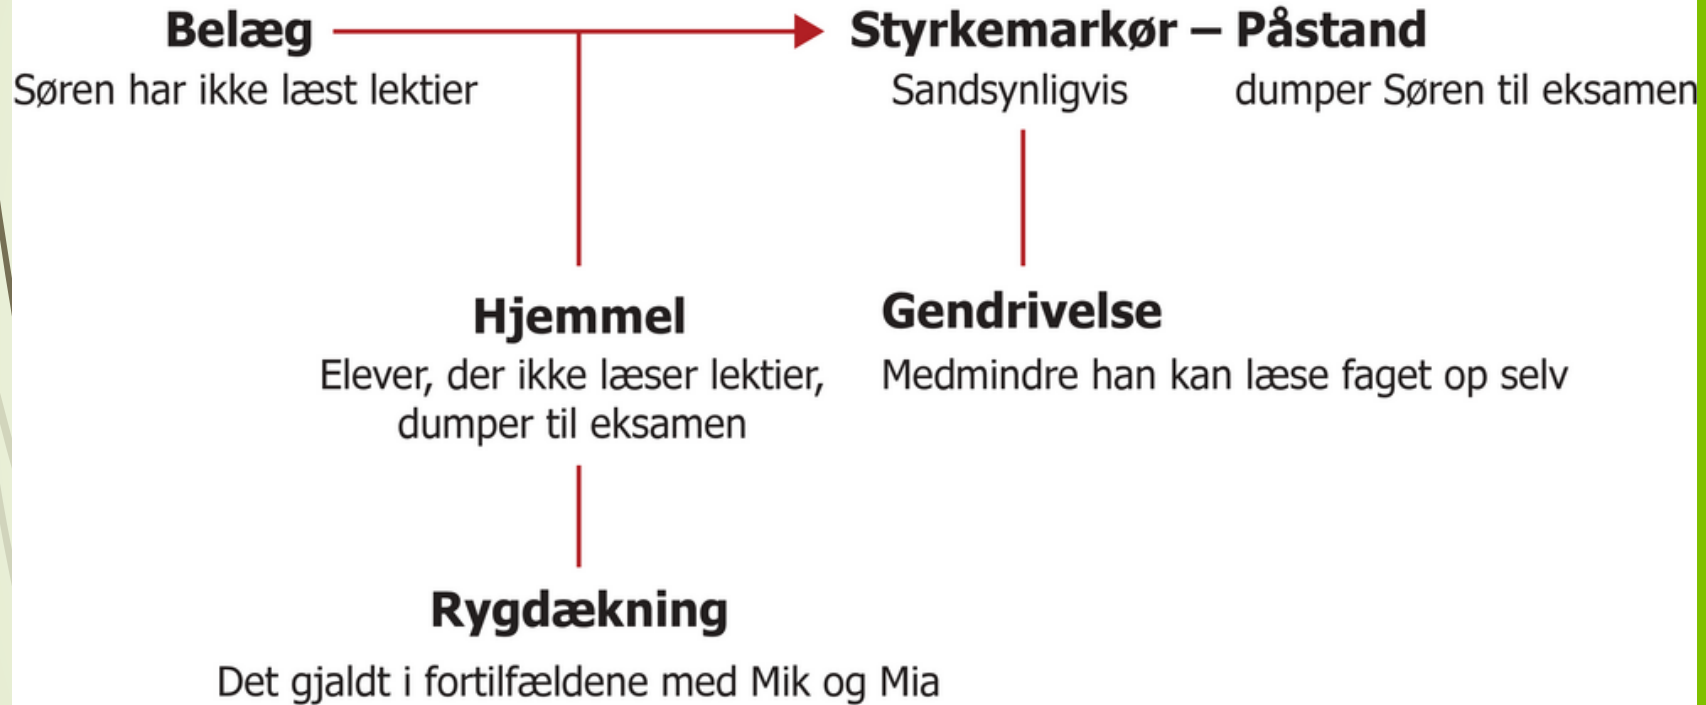 Belæg
Styrkemarkør – Påstand
Søren har ikke læst lektier
Sandsynligvis
dumper Søren til eksamen
Hjemmel
Elever, der ikke læser lektier,
dumper til eksamen
Gendrivelse
Medmindre han kan læse faget op selv
Rygdækning
Det gjaldt i fortilfældene med Mik og Mia